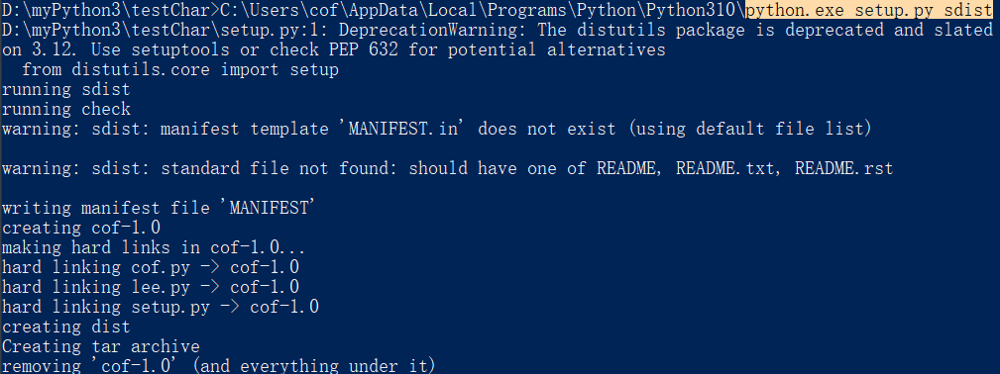 D:\myPython3\testChar>C:\Users\cof\AppData\Local\Programs\Python\Python310\python.exe setup.py sdist
D:\myPython3\testChar\setup.py:1: DeprecationWarning: The distutils package is deprecated and slated
on 3.12. Use setuptools or check PEP 632 for potential alternatives
  from distutils.core import setup
running sdist
running check
warning: sdist: manifest template 'MANIFEST.in' does not exist (using default file list)

warning: sdist: standard file not found: should have one of README, README.txt, README.rst

writing manifest file 'MANIFEST'
creating cof-1.0
making hard links in cof-1.0...
hard linking cof.py -> cof-1.0
hard linking lee.py -> cof-1.0
hard linking setup.py -> cof-1.0
creating dist
Creating tar archive
removing 'cof-1.0' (and everything under it)